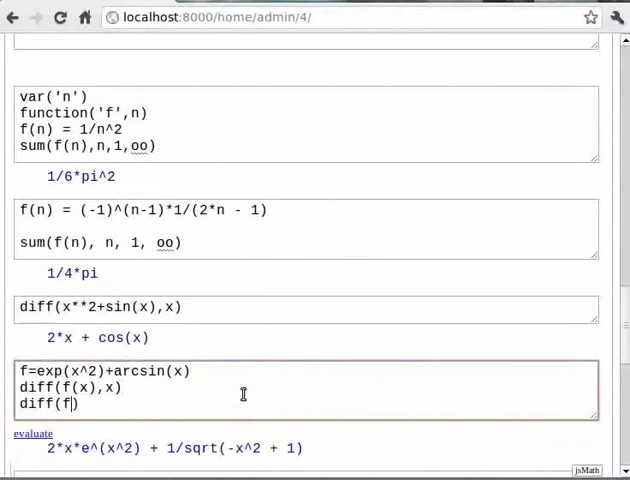 localhost:8000/home/admin/4/
var('n')
function('f',n)
f(n) = 1/n^2
sum(f(n),n,1,oo)
1/6*pi^2
f(n) = (-1)^(n-1)*1/(2*n - 1)
sum(f(n), n, 1, oo)
1/4*pi
diff(x**2+sin(x),x)
2*x + cos(x)
f=exp(x^2)+arcsin(x)
diff(f(x),x)
diff(f)
evaluate
2*x*e^(x^2) + 1/sqrt(-x^2 + 1)
jsMath